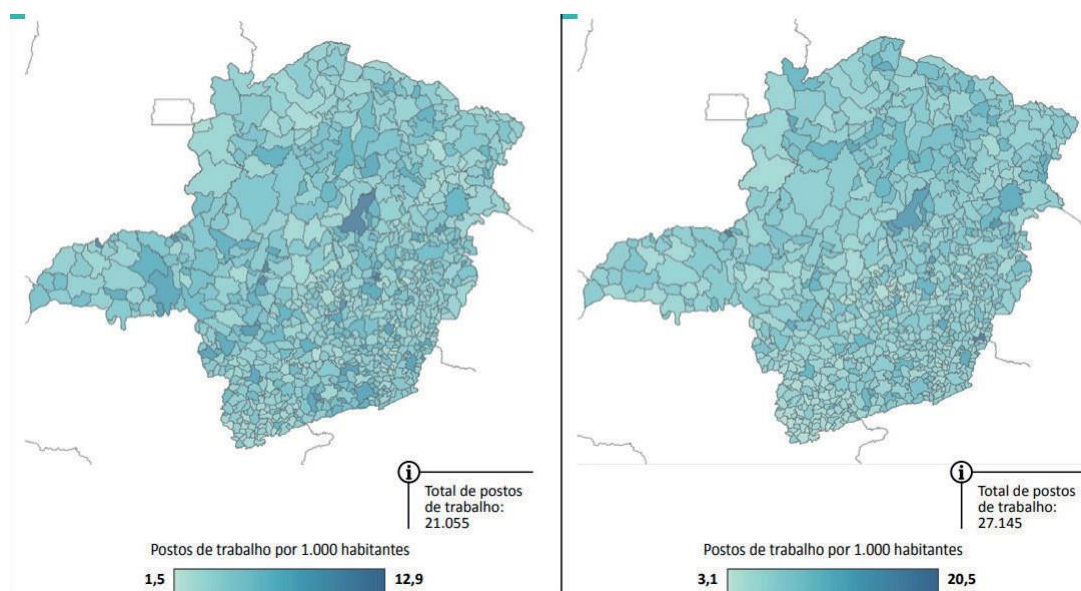 i
Total de postos
de trabalho:
21.055
Postos de trabalho por 1.000 habitantes
1,5
12,9
i
Total de postos
de trabalho:
27.145
Postos de trabalho por 1.000 habitantes
3,1
20,5